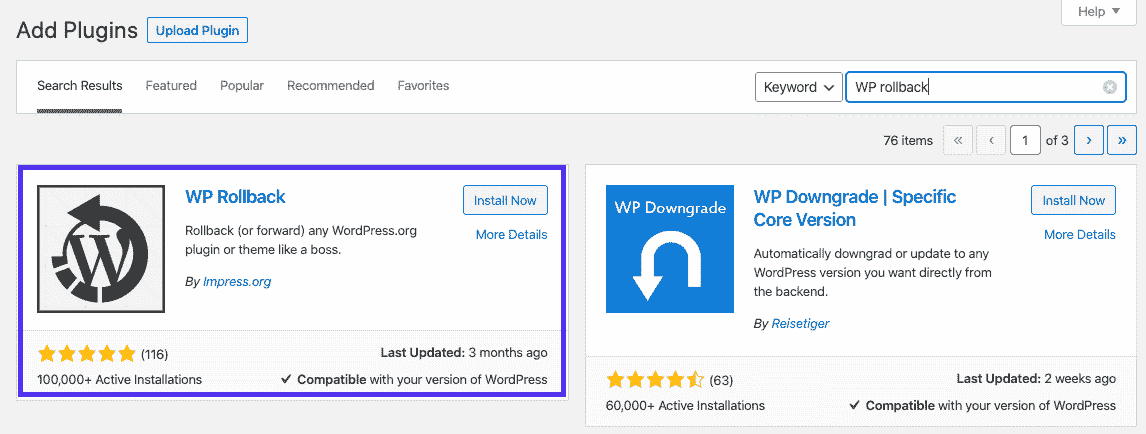 Help
Add Plugins Upload Plugin
Search Results Featured Popular Recommended Favorites Keyword WP rollback
76 items « ‹ 1 of 3 › »
WP Rollback
Install Now
More Details
Rollback (or forward) any WordPress.org
plugin or theme like a boss.
By Impress.org
(116)
Last Updated: 3 months ago
100,000+ Active Installations
Compatible with your version of WordPress
WP Downgrade
WP Downgrade | Specific
Core Version
Install Now
More Details
Automatically downgrad or update to any
WordPress version you want directly from
the backend.
By Reisetiger
(63)
Last Updated: 2 weeks ago
60,000+ Active Installations
Compatible with your version of WordPress